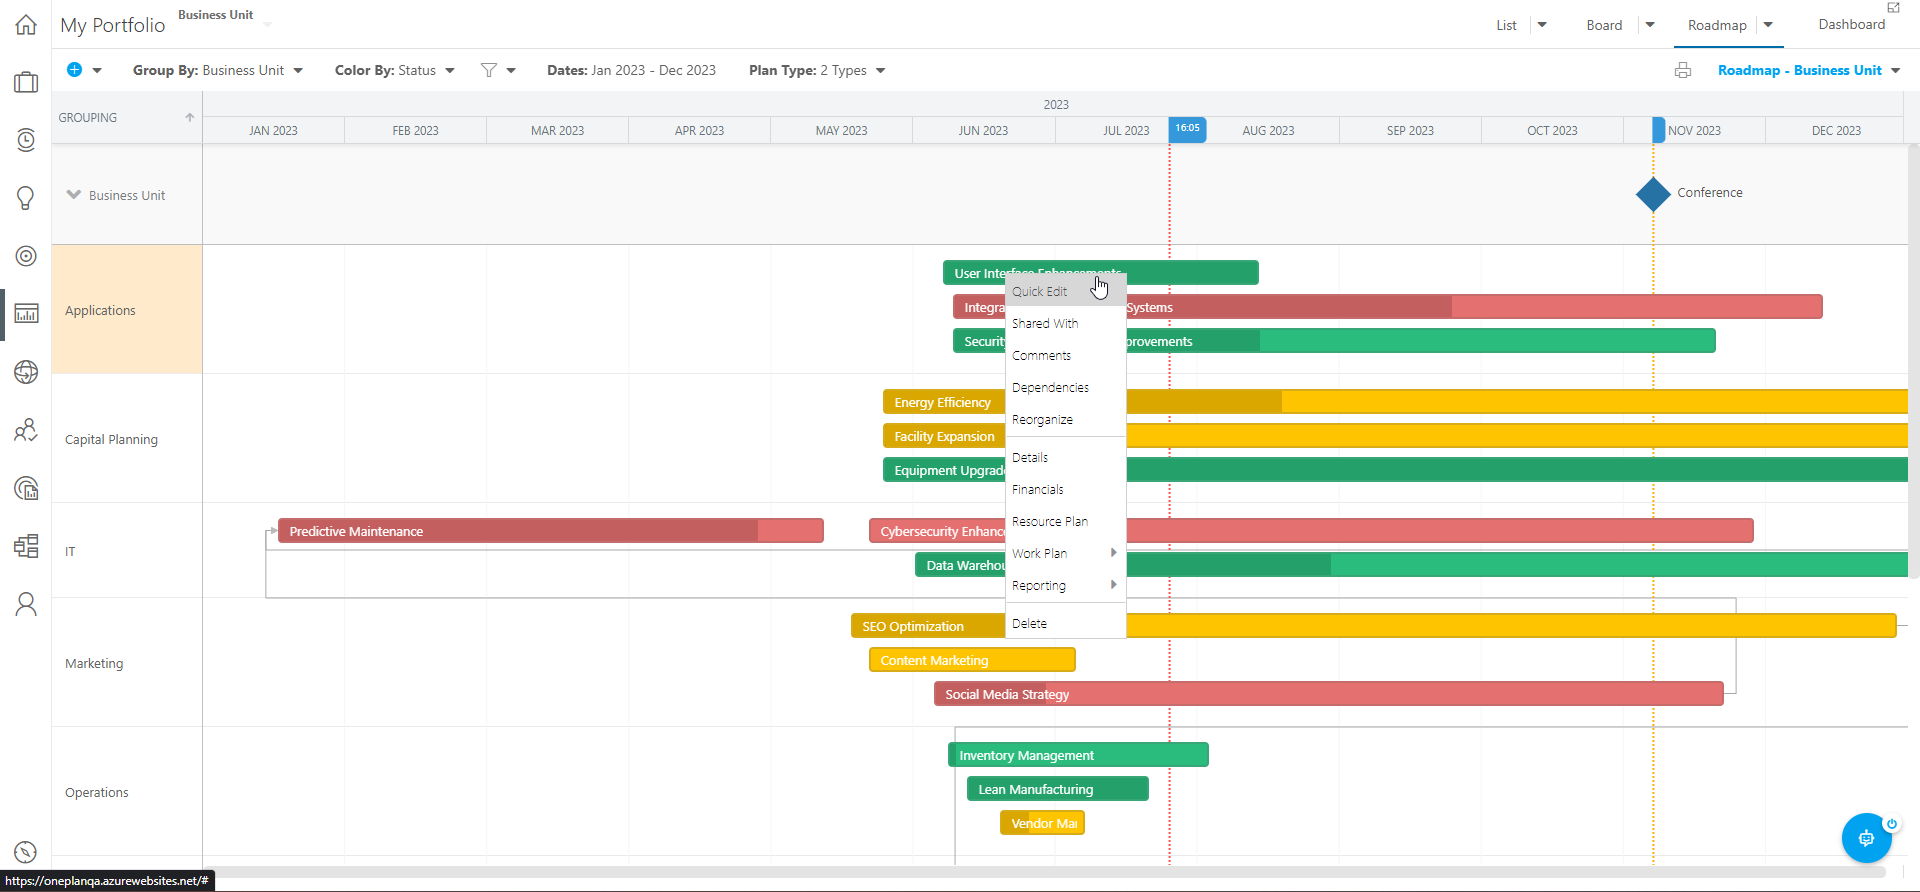 My Portfolio
Business Unit
List
Board
Roadmap
Dashboard
Group By: Business Unit
Color By: Status
Dates: Jan 2023 - Dec 2023
Plan Type: 2 Types
Roadmap - Business Unit
GROUPING
2023
JAN 2023
FEB 2023
MAR 2023
APR 2023
MAY 2023
JUN 2023
JUL 2023
16:05
AUG 2023
SEP 2023
OCT 2023
NOV 2023
DEC 2023
Business Unit
Conference
Applications
User Interface Enhancements
Integra
Systems
Securit
provements
Quick Edit
Shared With
Comments
Dependencies
Reorganize
Details
Financials
Resource Plan
Work Plan
Reporting
Delete
Capital Planning
Energy Efficiency
Facility Expansion
Equipment Upgrad
IT
Predictive Maintenance
Cybersecurity Enhanc
Data Warehou
Marketing
SEO Optimization
Content Marketing
Social Media Strategy
Operations
Inventory Management
Lean Manufacturing
Vendor Mai
https://oneplanqa.azurewebsites.net/#